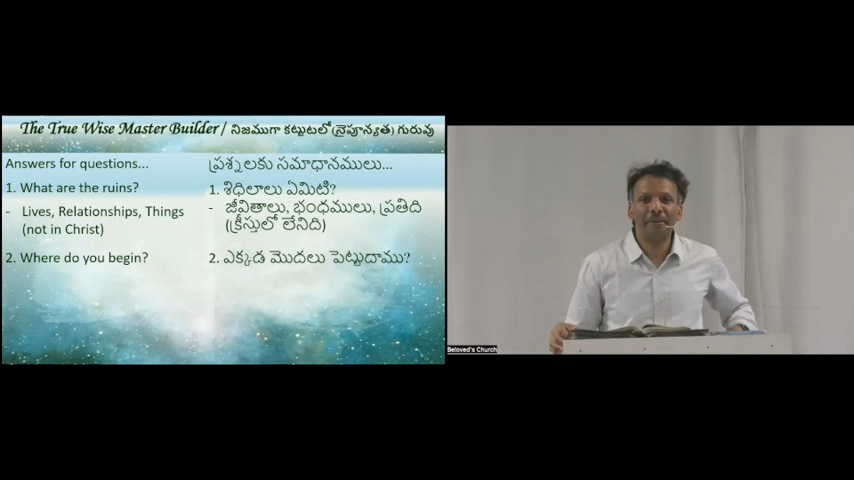 The True Wise Master Builder / నిజముగా కట్టుటలో(నైపూన్యత) గురువు
Answers for questions...
1. What are the ruins?
- Lives, Relationships, Things
(not in Christ)
2. Where do you begin?
ప్రశ్నలకు సమాధానములు...
1. శిధిలాలు ఏమిటి?
- జీవితాలు, భంధములు, ప్రతిది
(క్రీస్తులో లేనిది)
2. ఎక్కడ మొదలు పెట్టుదాము?
Beloved's Church